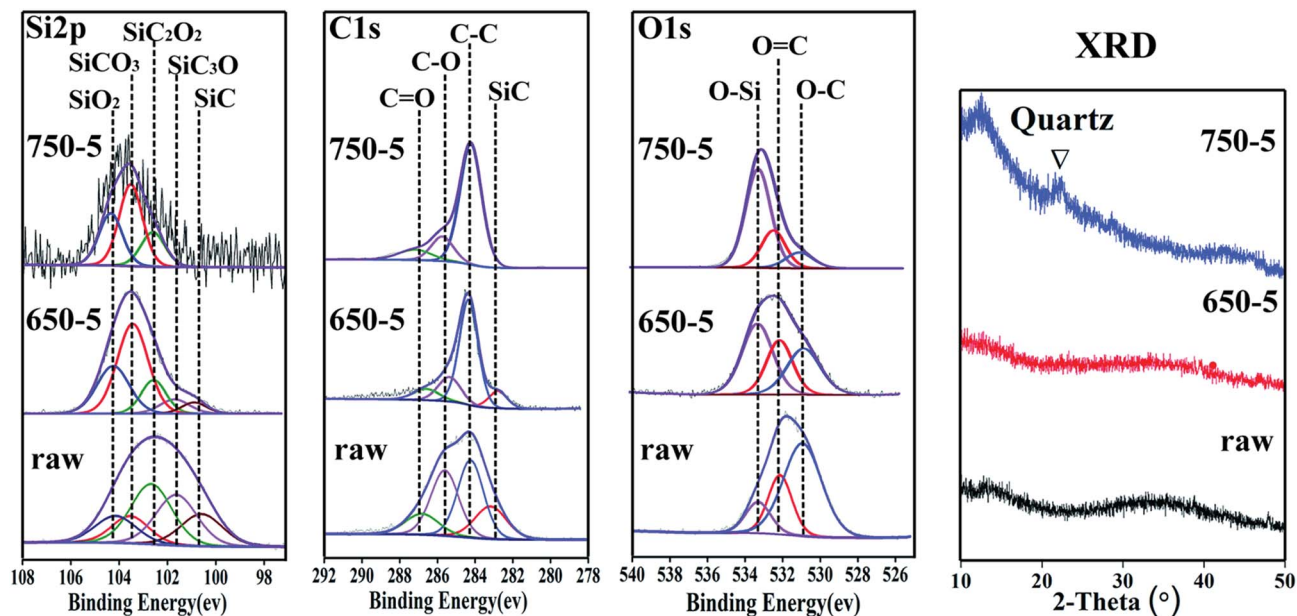 Si2p
SiC₂O₂
SiCO₃
SiC₃O
SiO₂
SiC
750-5
650-5
raw
108 106 104 102 100 98
Binding Energy(ev)
C1s
C-C
C-O
C=O
SiC
750-5
650-5
raw
292 290 288 286 284 282 280 278
Binding Energy(ev)
O1s
O=C
O-Si
O-C
750-5
650-5
raw
540 538 536 534 532 530 528 526
Binding Energy(ev)
XRD
Quartz
750-5
650-5
raw
10 20 30 40 50
2-Theta (°)